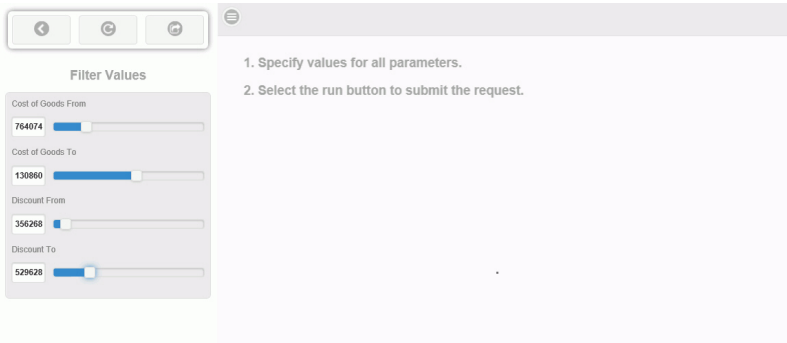 Filter Values
Cost of Goods From
764074
Cost of Goods To
130860
Discount From
356268
Discount To
529628
1. Specify values for all parameters.
2. Select the run button to submit the request.